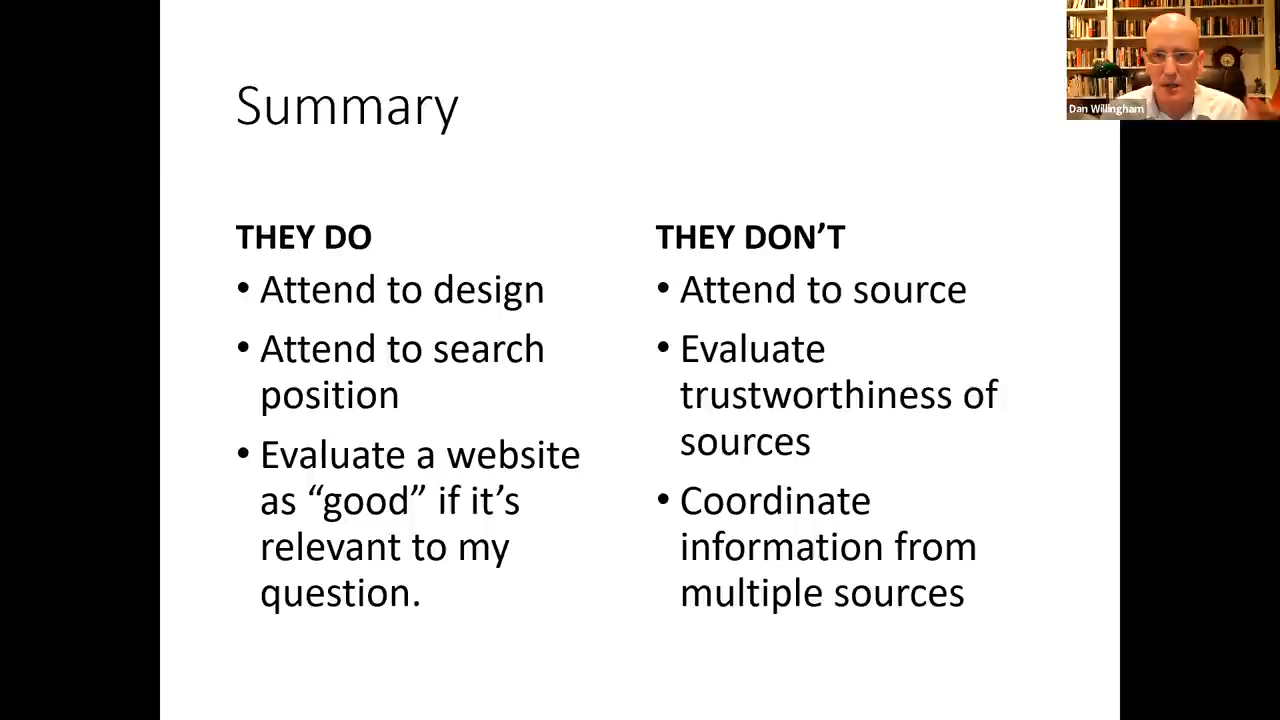 Summary
Dan Willingham
THEY DO
• Attend to design
• Attend to search
position
• Evaluate a website
as “good” if it’s
relevant to my
question.
THEY DON’T
• Attend to source
• Evaluate
trustworthiness of
sources
• Coordinate
information from
multiple sources